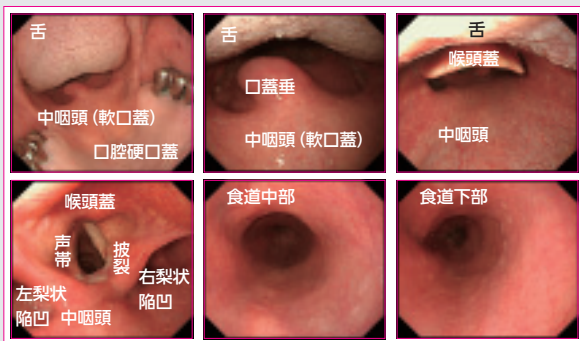 舌
中咽頭（軟口蓋）
口腔硬口蓋
舌
口蓋垂
中咽頭（軟口蓋）
舌
喉頭蓋
中咽頭
喉頭蓋
声帯
披裂
左梨状
陥凹
右梨状
陥凹
中咽頭
食道中部
食道下部